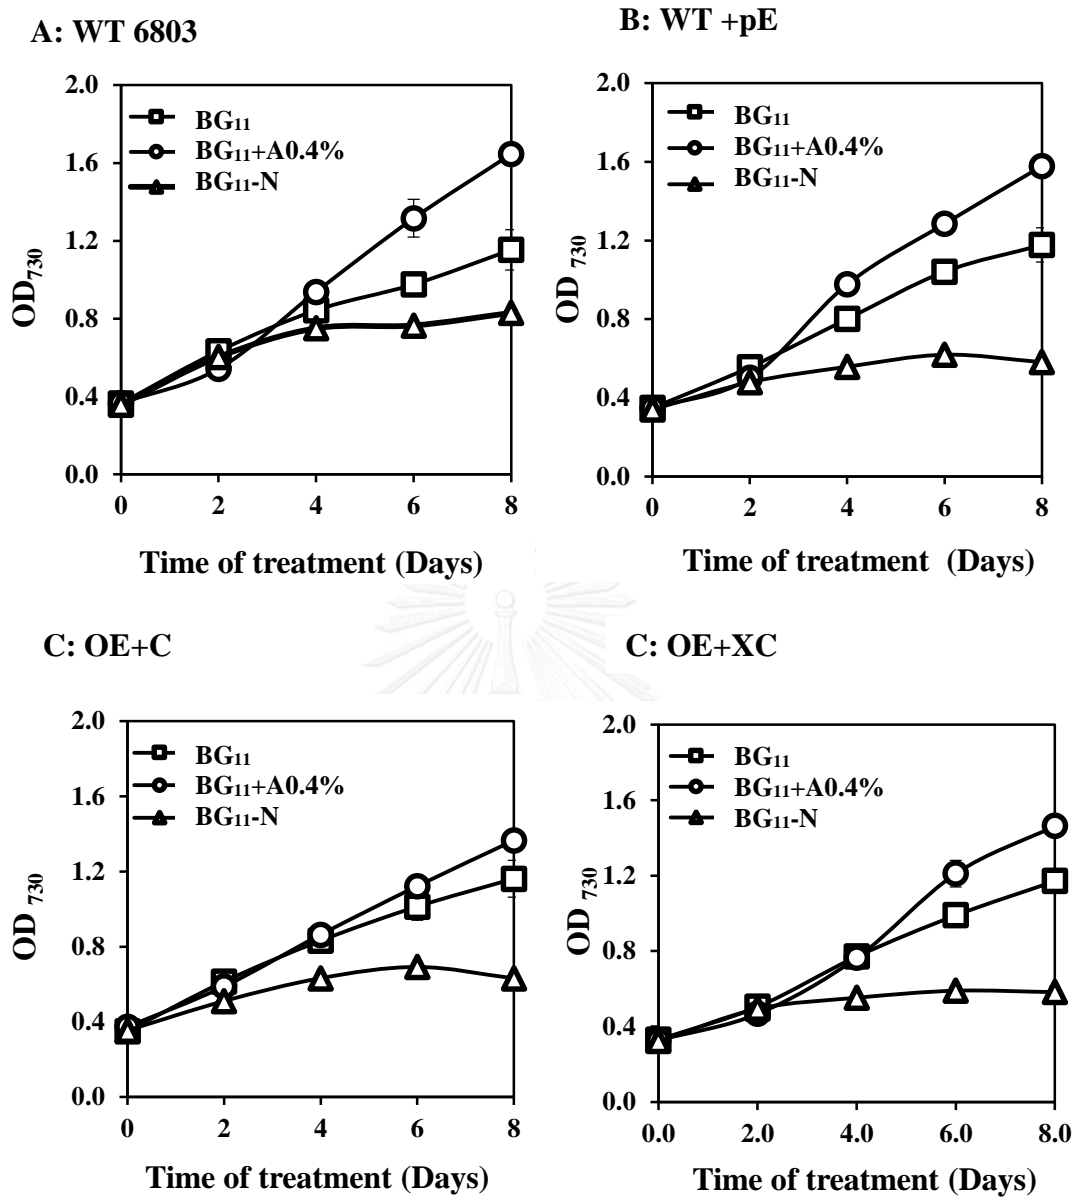 A: WT 6803
2.0
1.6
1.2
0.8
0.4
0.0
OD730
BG11
BG11+A0.4%
BG11-N
0 2 4 6 8
Time of treatment (Days)
B: WT +pE
2.0
1.6
1.2
0.8
0.4
0.0
OD 730
BG11
BG11+A0.4%
BG11-N
0 2 4 6 8
Time of treatment (Days)
C: OE+C
2.0
1.6
1.2
0.8
0.4
0.0
OD 730
BG11
BG11+A0.4%
BG11-N
0 2 4 6 8
Time of treatment (Days)
C: OE+XC
2.0
1.6
1.2
0.8
0.4
0.0
OD 730
BG11
BG11+A0.4%
BG11-N
0.0 2.0 4.0 6.0 8.0
Time of treatment (Days)